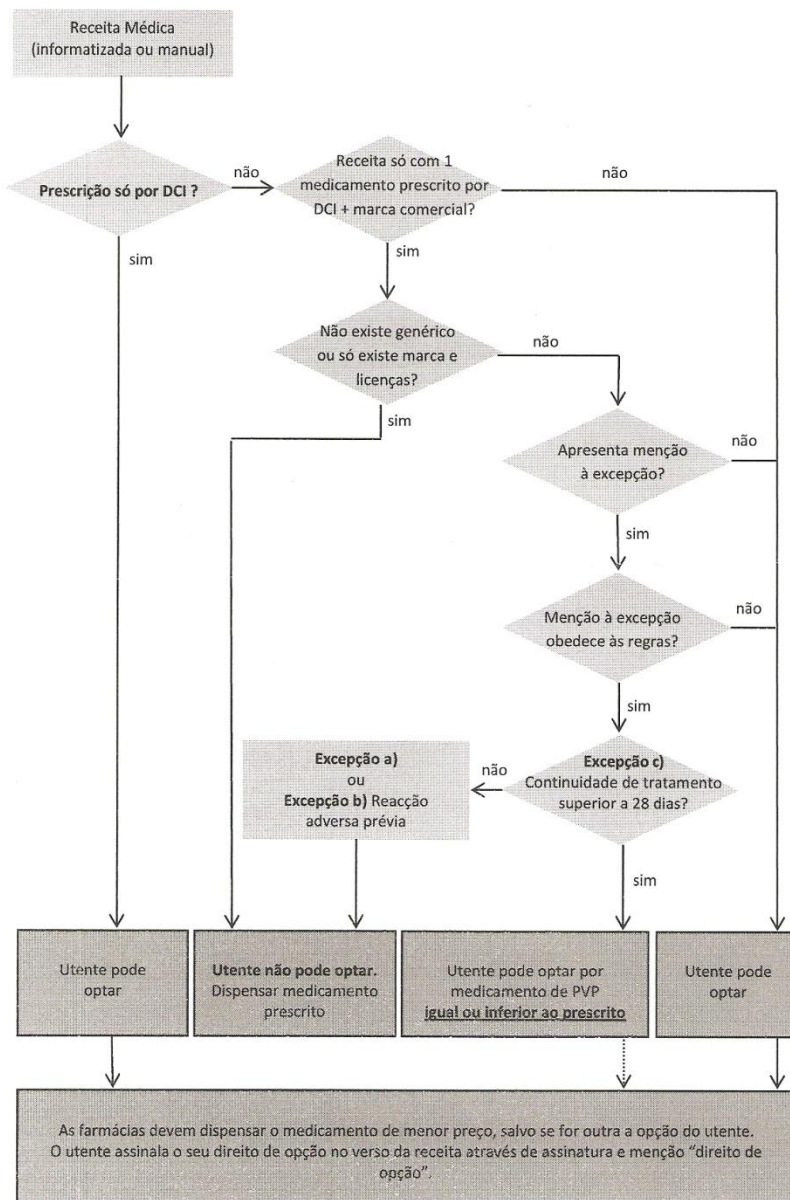 Receita Médica
(informatizada ou manual)
Prescrição só por DCI ?
não
Receita só com 1
medicamento prescrito por
DCI + marca comercial?
não
sim
sim
Não existe genérico
ou só existe marca e
licenças?
não
sim
Apresenta menção
à excepção?
não
sim
Menção à excepção
obedece às regras?
não
sim
Excepção a)
ou
Excepção b) Reacção
adversa prévia
não
Excepção c)
Continuidade de tratamento
superior a 28 dias?
sim
Utente pode
optar
Utente não pode optar.
Dispensar medicamento
prescrito
Utente pode optar por
medicamento de PVP
igual ou inferior ao prescrito
Utente pode
optar
As farmácias devem dispensar o medicamento de menor preço, salvo se for outra a opção do utente.
O utente assinala o seu direito de opção no verso da receita através de assinatura e menção “direito de
opção”.